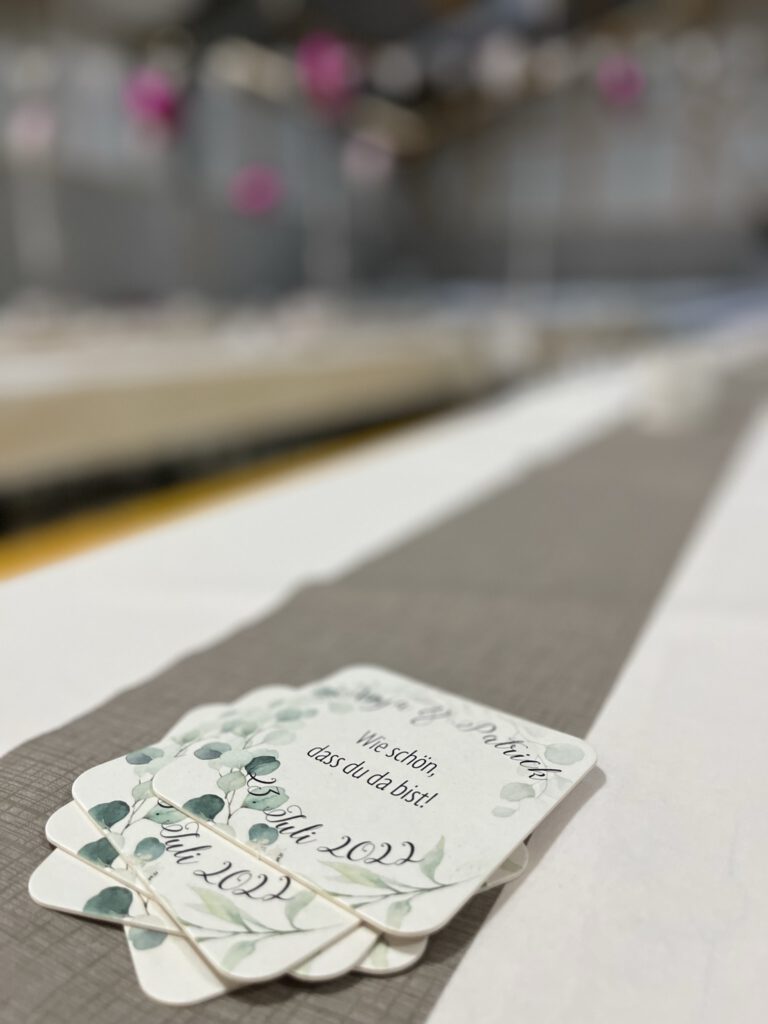 & Patrick
Wie schön,
dass du da bist!
23. Juli 2022
Juli 2022